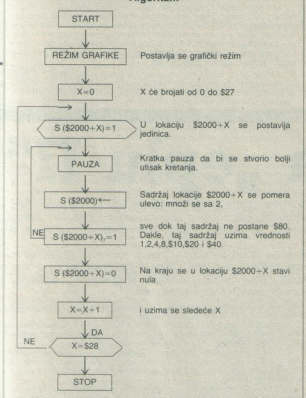 Algoritam
START
REŽIM GRAFIKE
Postavlja se grafički režim
X=0
X će brojati od 0 do $27
S ($2000+X)=1
U lokaciju $2000+X se postavlja
jedinica.
PAUZA
Kratka pauza da bi se stvorio bolji
utisak kretanja.
S ($2000)←
Sadržaj lokacije $2000+X se pomera
ulevo: množi se sa 2,
NE
S ($2000+X)₇=1
sve dok taj sadržaj ne postane $80.
Dakle, taj sadržaj uzima vrednosti
1,2,4,8,$10,$20 i $40.
S ($2000+X)=0
Na kraju se u lokaciju $2000+X stavi
nula
X=X+1
i uzima se sledeće X
DA
NE
X=$28
STOP